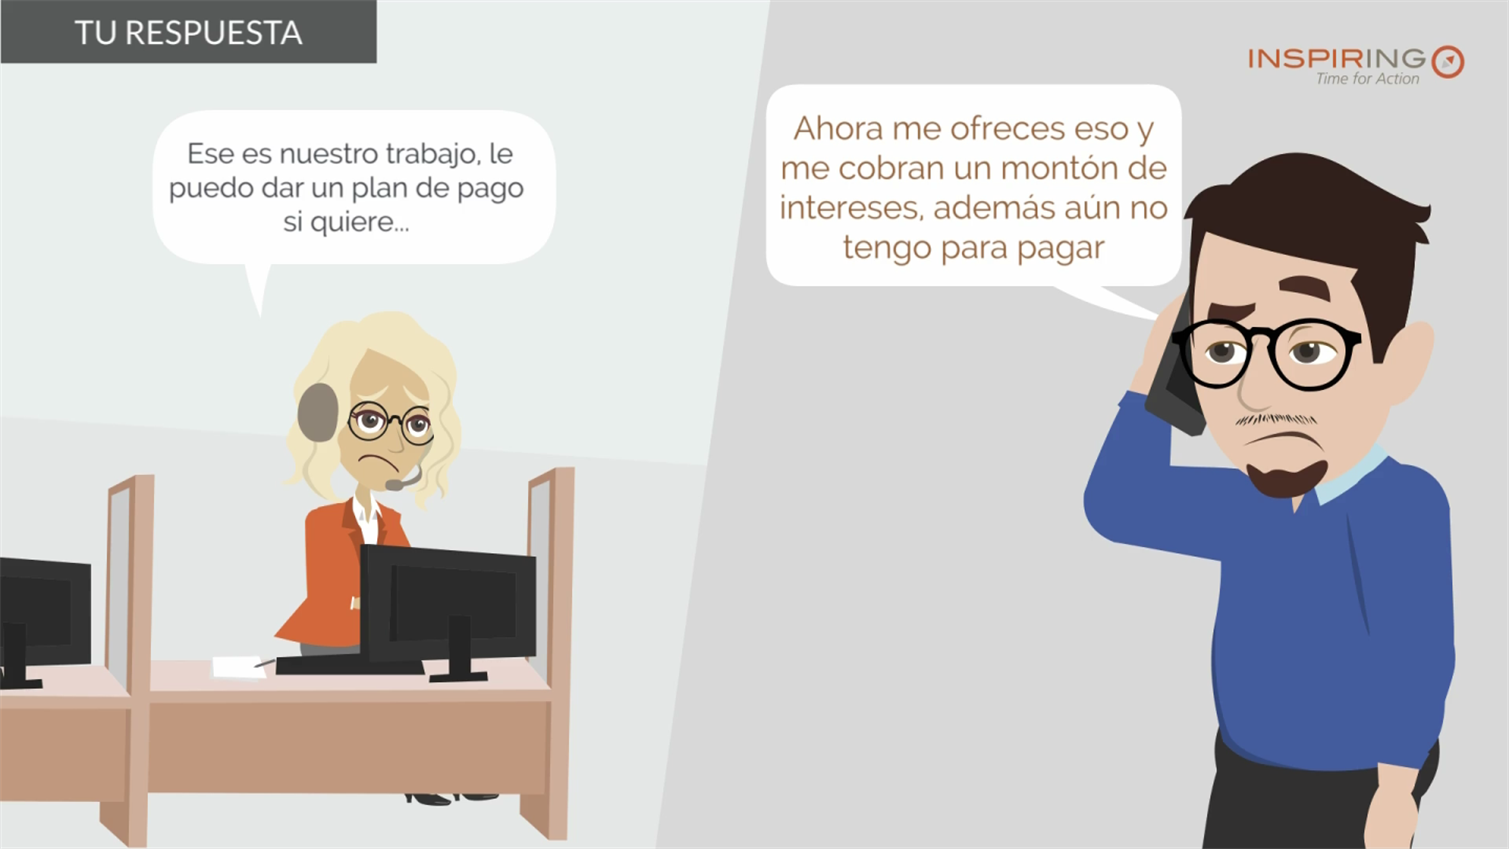 TU RESPUESTA
INSPIRING
Time for Action
Ese es nuestro trabajo, le
puedo dar un plan de pago
si quiere...
Ahora me ofreces eso y
me cobran un montón de
intereses, además aún no
tengo para pagar